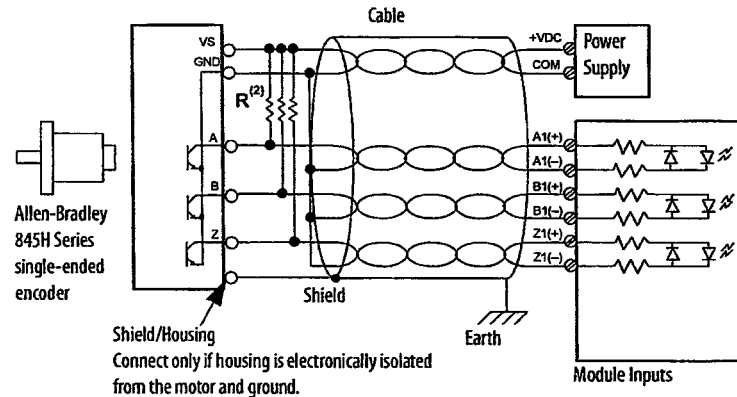 Cable
VS
GND
R(2)
A
B
Z
+VDC
COM
Power
Supply
A1(+)
A1(–)
B1(+)
B1(–)
Z1(+)
Z1(–)
Allen-Bradley
845H Series
single-ended
encoder
Shield
Earth
Shield/Housing
Connect only if housing is electronically isolated
from the motor and ground.
Module Inputs